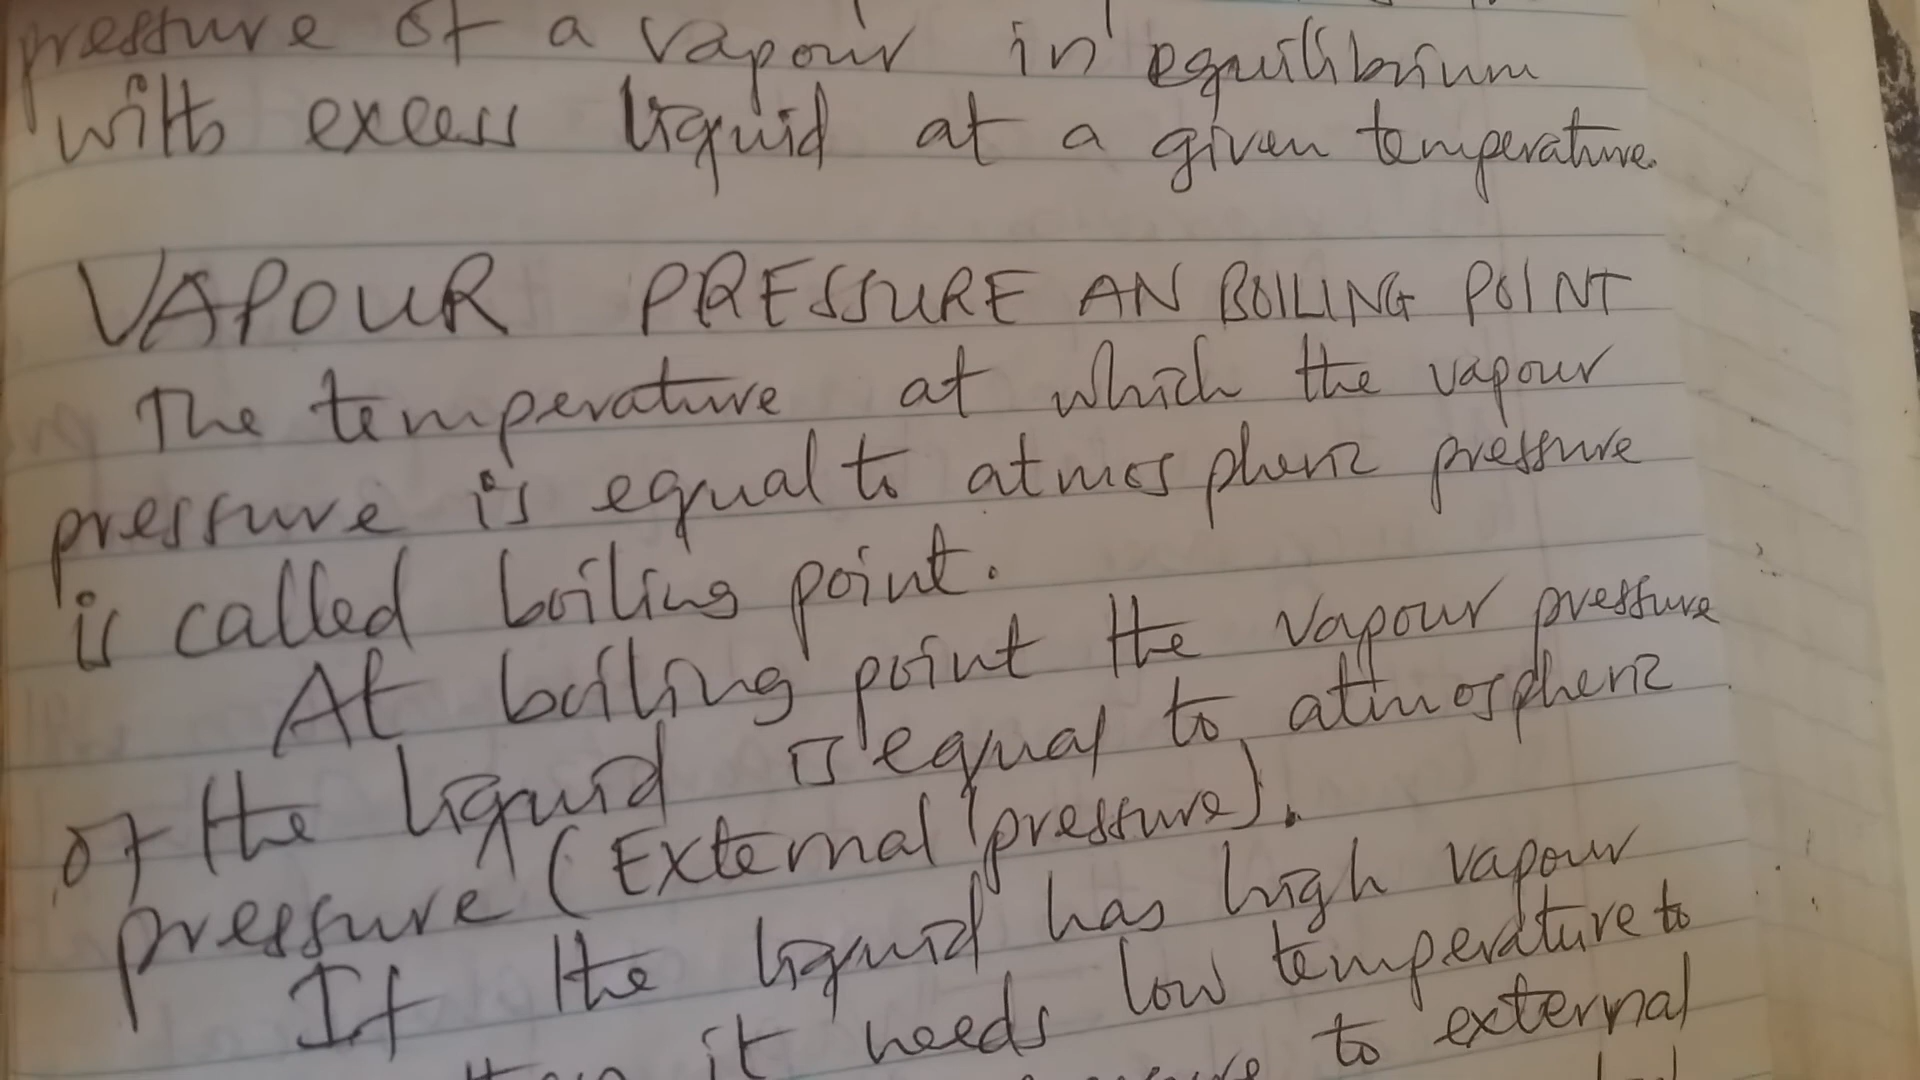 pressure of a vapour in equilibrium
with excess liquid at a given temperature.
VAPOUR PRESSURE AN BOILING POINT
The temperature at which the vapour
pressure is equal to atmospheric pressure
is called boiling point.
At boiling point the vapour pressure
of the liquid is equal to atmospheric
pressure (External pressure).
If the liquid has high vapour
it needs low temperature to
to external